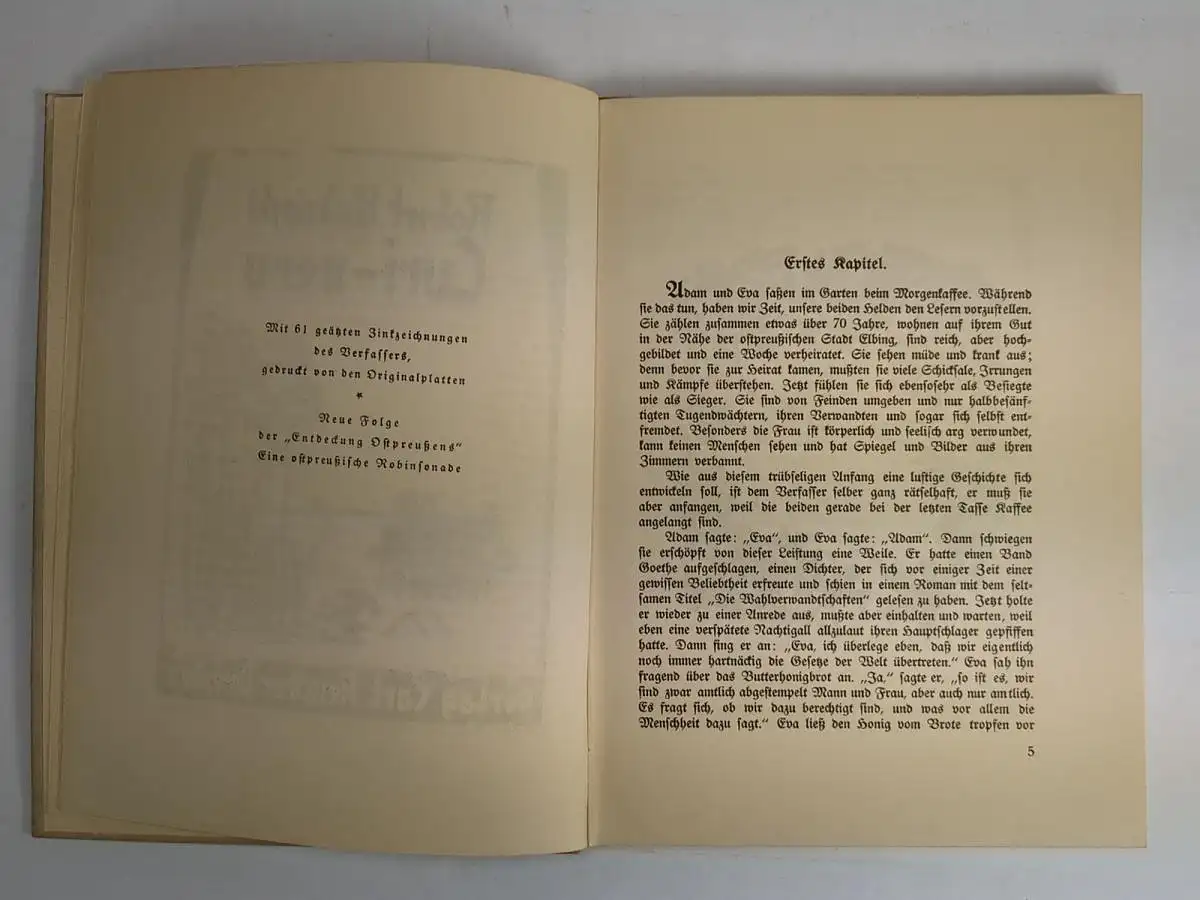 Mit 61 geätzten Zinkzeichnungen
des Verfassers,
gedruckt von den Originalplatten
*
Neue Folge
der „Entdeckung Ostpreußens“
Eine ostpreußische Robinsonade
Erstes Kapitel.
Adam und Eva saßen im Garten beim Morgenkaffee. Während
sie das tun, haben wir Zeit, unsere beiden Helden den Lesern vorzustellen.
Sie zählen zusammen etwas über 70 Jahre, wohnen auf ihrem Gut
in der Nähe der ostpreußischen Stadt Elbing, sind reich, aber hoch-
gebildet und eine Woche verheiratet. Sie sehen müde und krank aus;
denn bevor sie zur Heirat kamen, mußten sie viele Schicksale, Irrungen
und Kämpfe überstehen. Jetzt fühlen sie sich ebensosehr als Besiegte
wie als Sieger. Sie sind von Feinden umgeben und nur halbbesänf-
tigten Tugendwächtern, ihren Verwandten und sogar sich selbst ent-
fremdet. Besonders die Frau ist körperlich und seelisch arg verwundet,
kann keinen Menschen sehen und hat Spiegel und Bilder aus ihren
Zimmern verbannt.
Wie aus diesem trübseligen Anfang eine lustige Geschichte sich
entwickeln soll, ist dem Verfasser selber ganz rätselhaft, er muß sie
aber anfangen, weil die beiden gerade bei der letzten Tasse Kaffee
angelangt sind.
Adam sagte: „Eva“, und Eva sagte: „Adam“. Dann schwiegen
sie erschöpft von dieser Leistung eine Weile. Er hatte einen Band
Goethe aufgeschlagen, einen Dichter, der sich vor einiger Zeit einer
gewissen Beliebtheit erfreute und schien in einem Roman mit dem selt-
samen Titel „Die Wahlverwandtschaften“ gelesen zu haben. Jetzt holte
er wieder zu einer Anrede aus, mußte aber einhalten und warten, weil
eben eine verspätete Nachtigall allzulaut ihren Hauptschlager gepfiffen
hatte. Dann fing er an: „Eva, ich überlege eben, daß wir eigentlich
noch immer hartnäckig die Gesetze der Welt übertreten.“ Eva sah ihn
fragend über das Butterhonigbrot an. „Ja,“ sagte er, „so ist es, wir
sind zwar amtlich abgestempelt Mann und Frau, aber auch nur amtlich.
Es fragt sich, ob wir dazu berechtigt sind, und was vor allem die
Menschheit dazu sagt.“ Eva ließ den Honig vom Brote tropfen vor
5